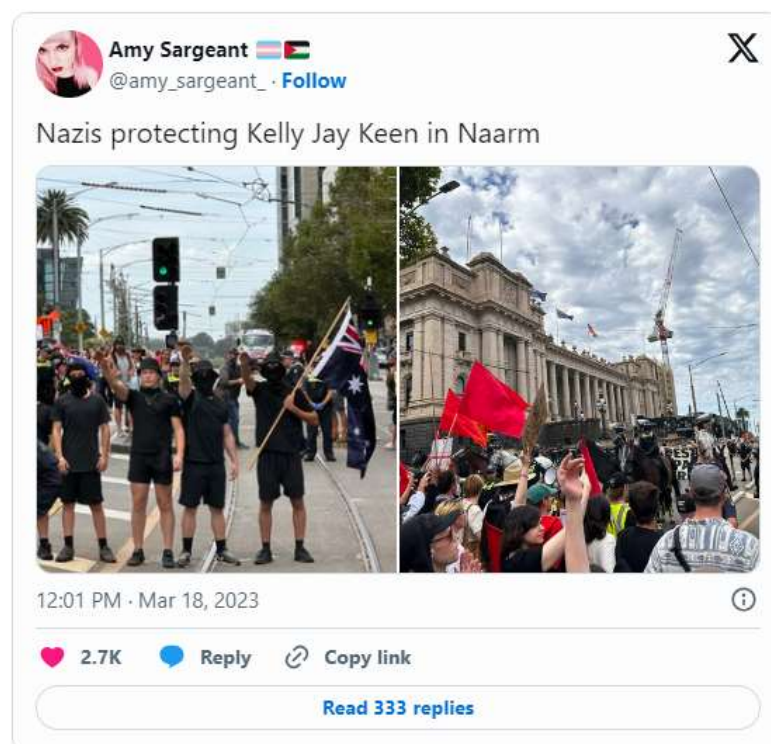 Amy Sargeant
@amy_sargeant_ · Follow
Nazis protecting Kelly Jay Keen in Naarm
12:01 PM · Mar 18, 2023
2.7K Reply Copy link
Read 333 replies